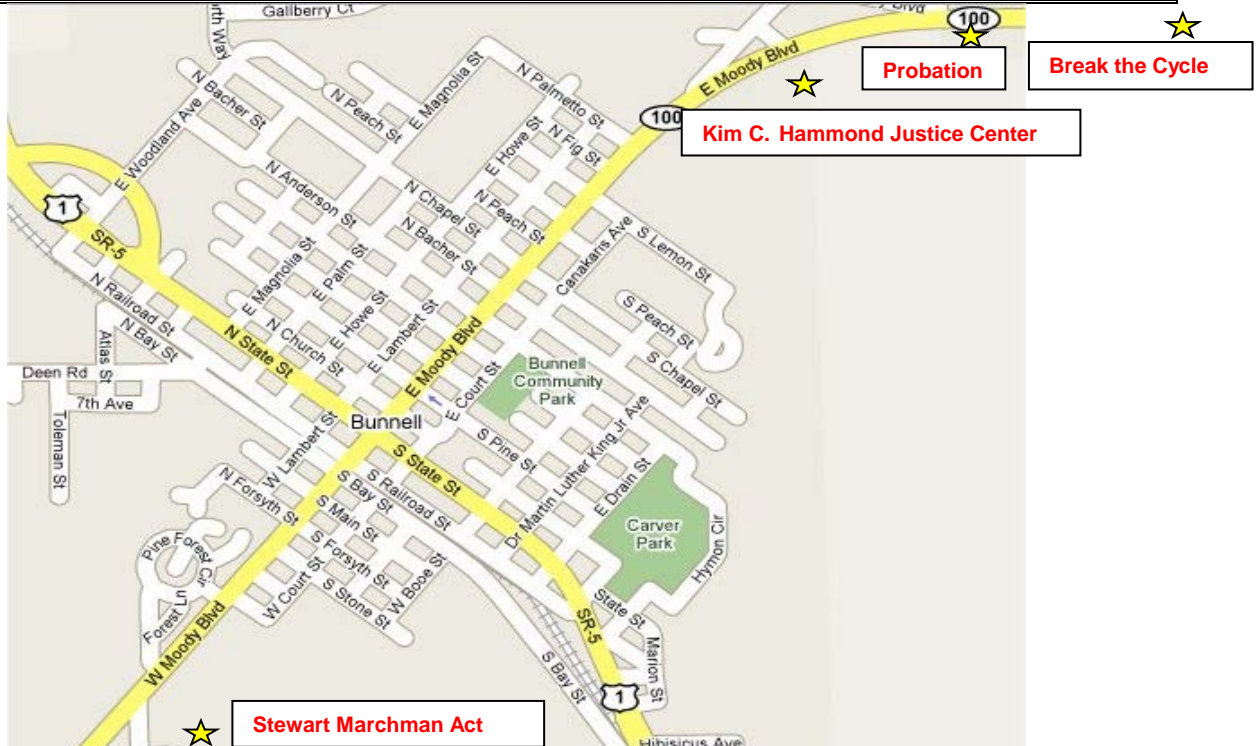 Gallberry Ct
100
Probation
Break the Cycle
E Moody Blvd
Kim C. Hammond Justice Center
100
N Palmetto St
E Magnolia St
N Peach St
N Bacher St
E Woodland Ave
E Howe St
N Fig St
N Anderson St
N Chapel St
N Peach St
N Bacher St
Canakaris Ave
S Lemon St
1
SR-5
E Magnolia St
E Palm St
E Howe St
E Lambert St
E Moody Blvd
S Peach St
S Chapel St
N Railroad St
N Bay St
N Church St
N State St
Atlas St
Deen Rd
7th Ave
Toleman St
Bunnell
Community
Park
E Court St
Bunnell
S Pine St
Dr Martin Luther King Jr Ave
E Drain St
W Lambert St
S State St
N Forsyth St
S Bay St
S Railroad St
S Main St
S Forsyth St
S Stone St
W Court St
W Booe St
Carver
Park
Hymon Cir
Pine Forest Cir
Forest Ln
W Moody Blvd
State St
SR-5
Marion St
S Bay St
1
Stewart Marchman Act
Hibisicus Ave